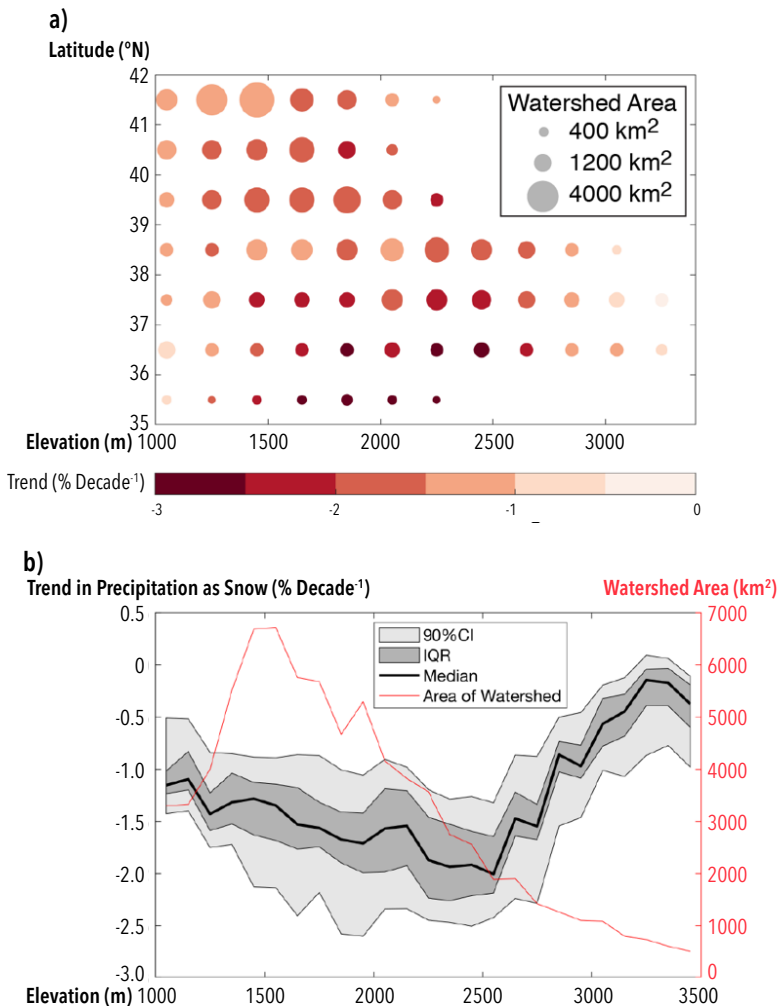 a)
Latitude (°N)
42
41
40
39
38
37
36
35
Watershed Area
400 km2
1200 km2
4000 km2
Elevation (m) 1000 1500 2000 2500 3000
Trend (% Decade-1)
-3 -2 -1 0
b)
Trend in Precipitation as Snow (% Decade-1) Watershed Area (km2)
0.5 7000
0 6000
-0.5 5000
-1.0 4000
-1.5 3000
-2.0 2000
-2.5 1000
-3.0 0
90%CI
IQR
Median
Area of Watershed
Elevation (m) 1000 1500 2000 2500 3000 3500